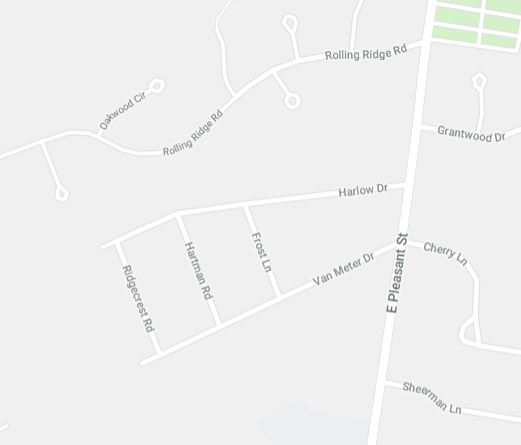 Rolling Ridge Rd
Oakwood Cir
Rolling Ridge Rd
Grantwood Dr
Harlow Dr
Frost Ln
Hartman Rd
Ridgecrest Rd
Van Meter Dr
Cherry Ln
E Pleasant St
Sheerman Ln